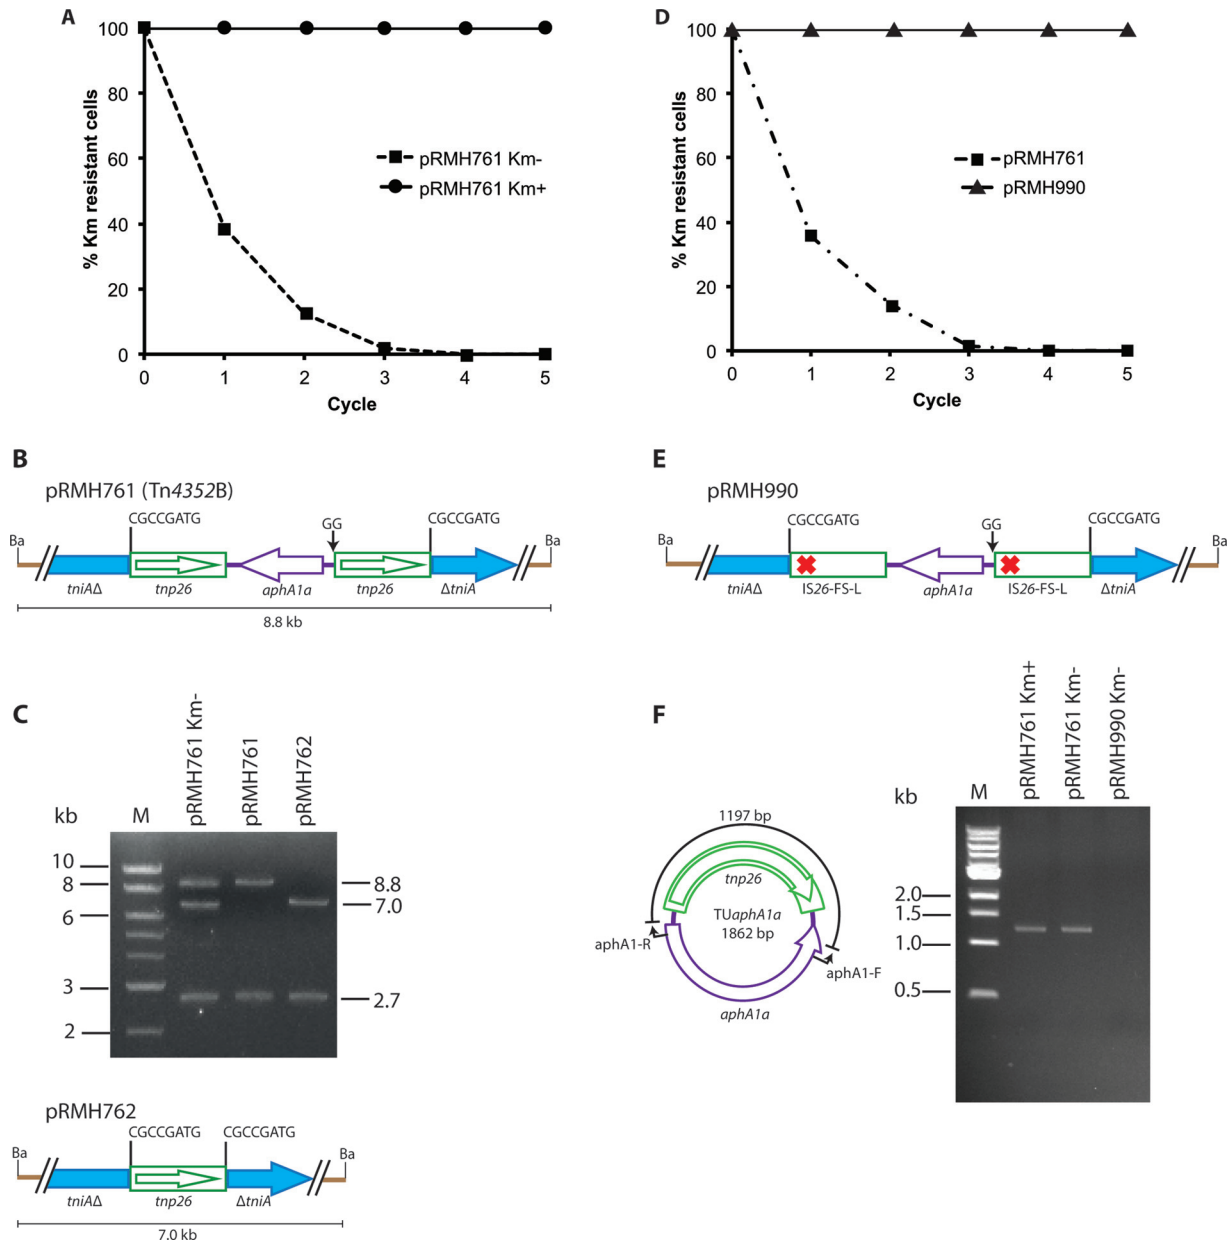 A
100
80
60
40
20
0
% Km resistant cells
pRMH761 Km-
pRMH761 Km+
0 1 2 3 4 5
Cycle
D
100
80
60
40
20
0
% Km resistant cells
pRMH761
pRMH990
0 1 2 3 4 5
Cycle
B
pRMH761 (Tn4352B)
CGCCGATG GG CGCCGATG
Ba Ba
tniAΔ tnp26 aphA1a tnp26 ΔtniA
8.8 kb
E
pRMH990
CGCCGATG GG CGCCGATG
Ba Ba
tniAΔ IS26-FS-L aphA1a IS26-FS-L ΔtniA
C
kb M pRMH761 Km- pRMH761 pRMH762
10
8
6
3
2
8.8
7.0
2.7
pRMH762
CGCCGATG CGCCGATG
Ba Ba
tniAΔ tnp26 ΔtniA
7.0 kb
F
1197 bp
tnp26
TUaphA1a
1862 bp
aphA1-R
aphA1-F
aphA1a
kb M pRMH761 Km+ pRMH761 Km- pRMH990 Km-
2.0
1.5
1.0
0.5